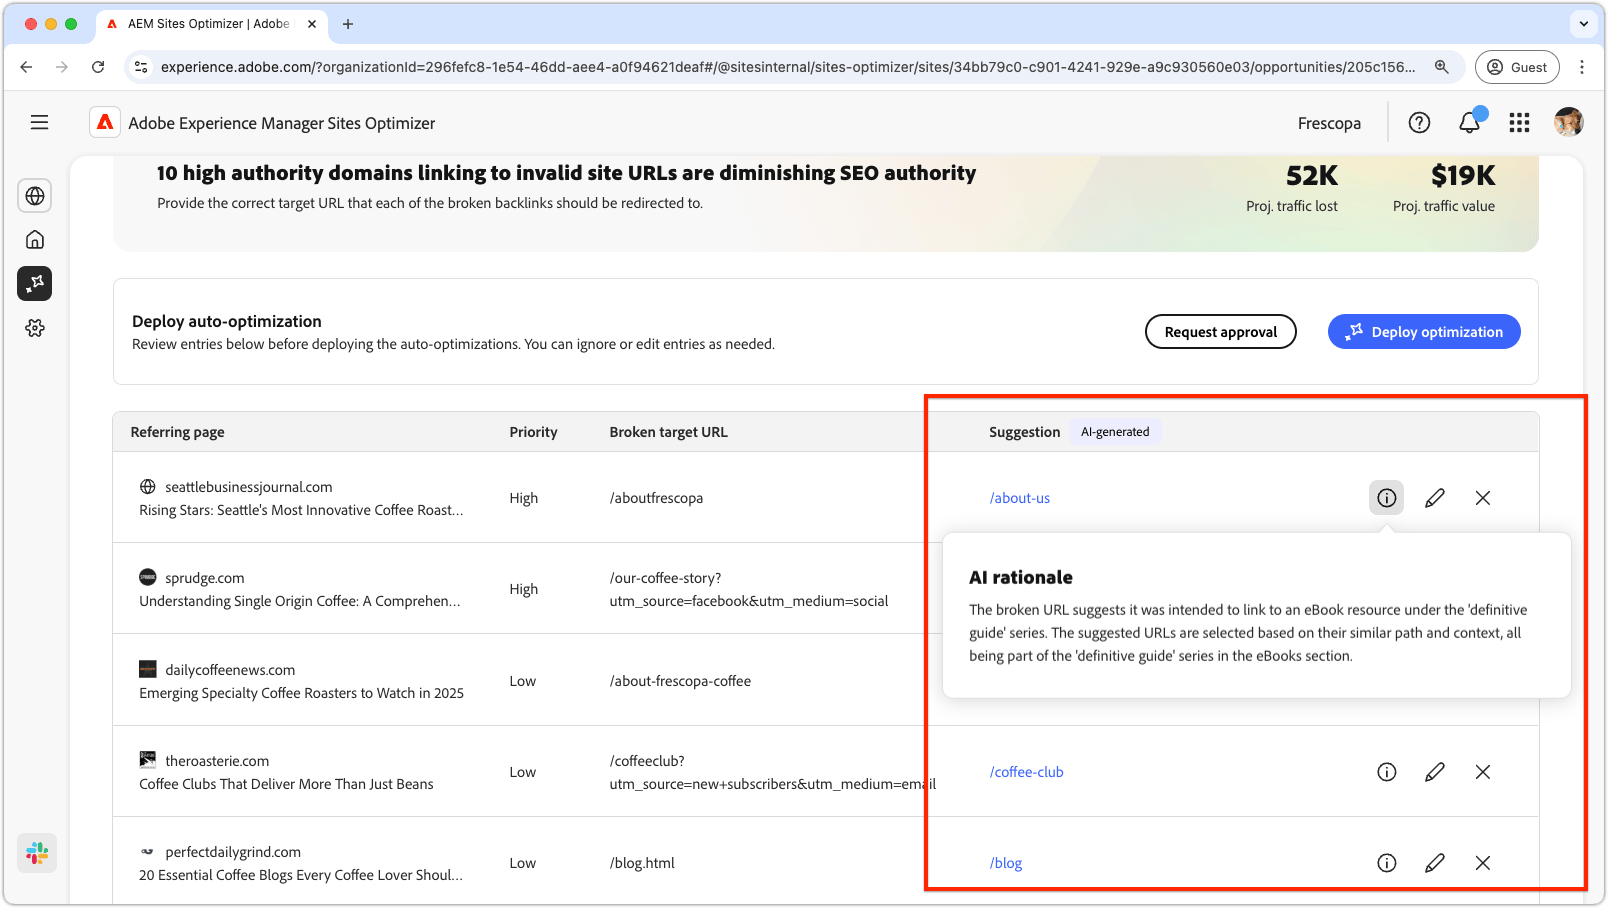 AEM Sites Optimizer | Adobe
experience.adobe.com/?organizationId=296fefc8-1e54-46dd-aee4-a0f94621deaf#/@sitesinternal/sites-optimizer/sites/34bb79c0-c901-4241-929e-a9c930560e03/opportunities/205c156...
Guest
Adobe Experience Manager Sites Optimizer
Frescopa
10 high authority domains linking to invalid site URLs are diminishing SEO authority
Provide the correct target URL that each of the broken backlinks should be redirected to.
52K
Proj. traffic lost
$19K
Proj. traffic value
Deploy auto-optimization
Review entries below before deploying the auto-optimizations. You can ignore or edit entries as needed.
Request approval
Deploy optimization
Referring page
Priority
Broken target URL
Suggestion
AI-generated
seattlebusinessjournal.com
Rising Stars: Seattle's Most Innovative Coffee Roast...
High
/aboutfrescopa
/about-us
AI rationale
The broken URL suggests it was intended to link to an eBook resource under the 'definitive
guide' series. The suggested URLs are selected based on their similar path and context, all
being part of the 'definitive guide' series in the eBooks section.
sprudge.com
Understanding Single Origin Coffee: A Comprehen...
High
/our-coffee-story?
utm_source=facebook&utm_medium=social
dailycoffeenews.com
Emerging Specialty Coffee Roasters to Watch in 2025
Low
/about-frescopa-coffee
theroasterie.com
Coffee Clubs That Deliver More Than Just Beans
Low
/coffeeclub?
utm_source=new+subscribers&utm_medium=email
/coffee-club
perfectdailygrind.com
20 Essential Coffee Blogs Every Coffee Lover Shoul...
Low
/blog.html
/blog